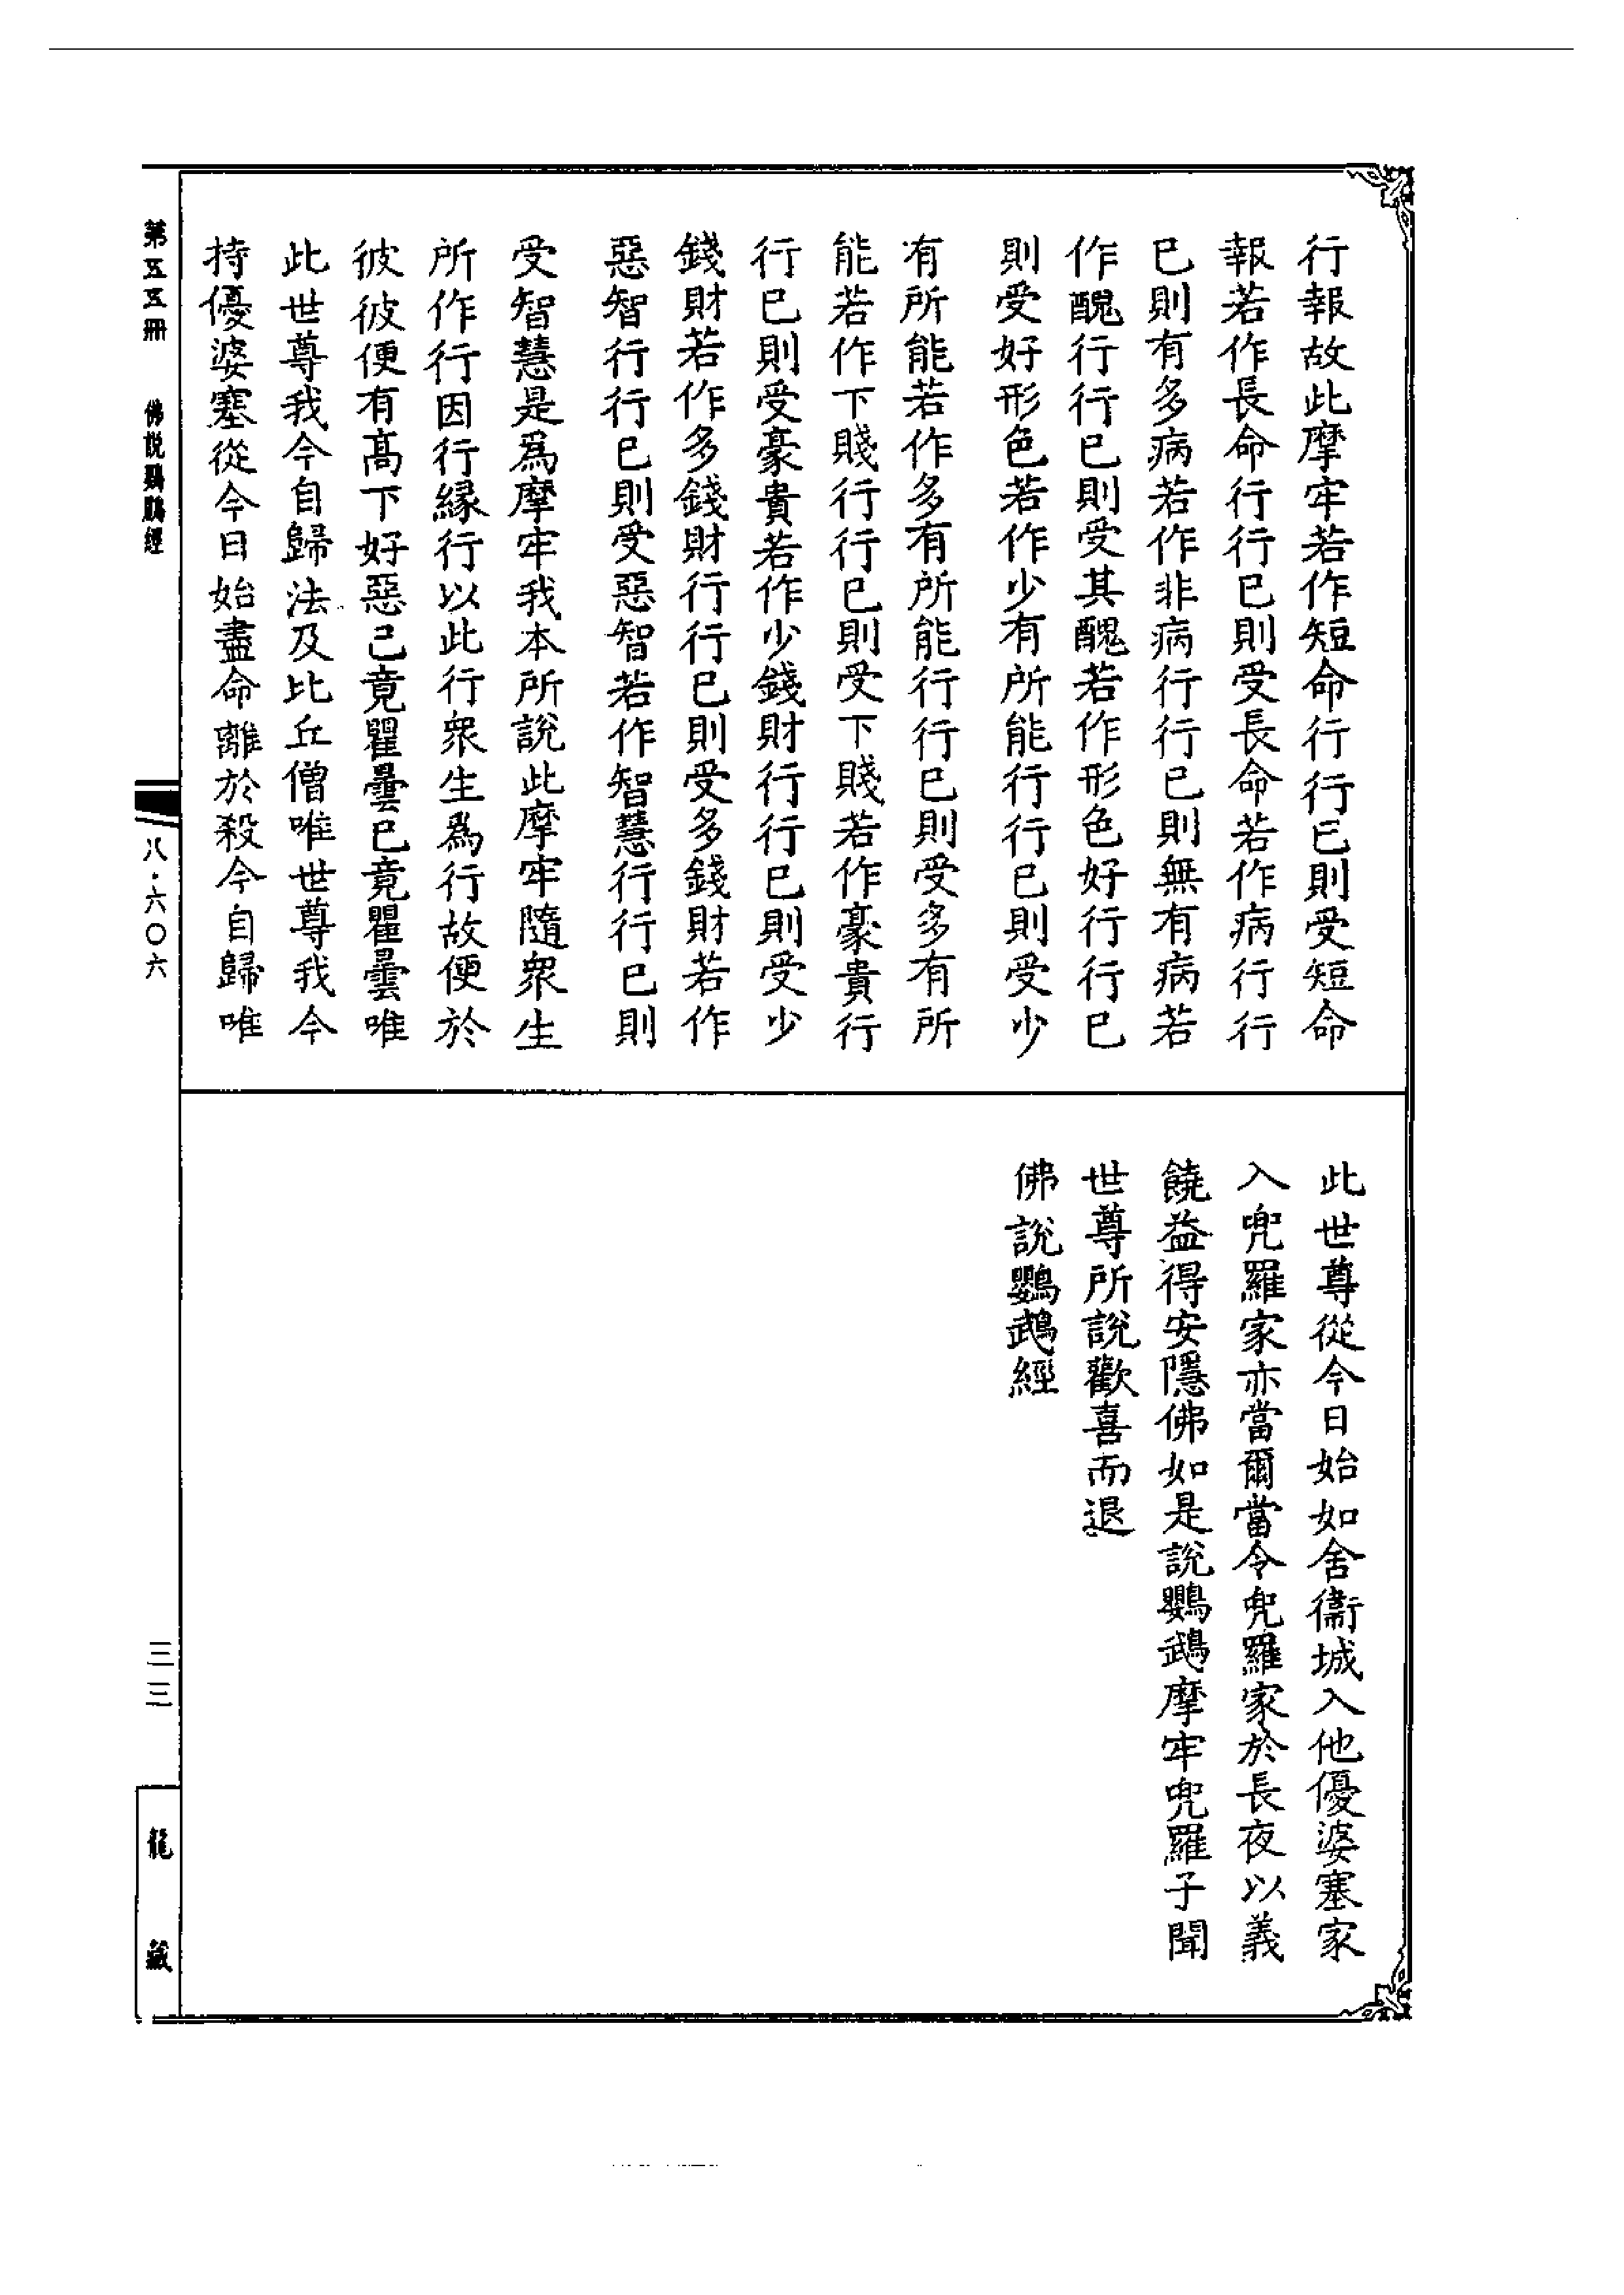 行報故此摩牢若作短命行行已則受短命
報若作長命行行已則受長命若作病行行
已則有多病若作非病行行已則無有病若
作醜行行已則受其醜若作形色好行行已
則受好形色若作少有所能行行已則受少
有所能若作多有所能行行已則受多有所
能若作下賤行行已則受下賤若作豪貴行
行已則受豪貴若作少錢財行行已則受少
錢財若作多錢財行行已則受多錢財若作
惡智行行已則受惡智若作智慧行行已則
受智慧是為摩牢我本所說此摩牢隨眾生
所作行因行緣行以此行眾生為行故便於
彼彼便有高下好惡已竟瞿曇已竟瞿曇唯
此世尊我今自歸法及比丘僧唯世尊我今
持優婆塞從今日始盡命離於殺今自歸唯
此世尊從今日始如舍衞城入他優婆塞家
入兜羅家亦當爾當令兜羅家於長夜以義
饒益得安隱佛如是說鸚鵡摩牢兜羅子聞
世尊所說歡喜而退
佛說鸚鵡經
第五五冊 佛說鸚鵡經
八·六〇六
三三
龍藏